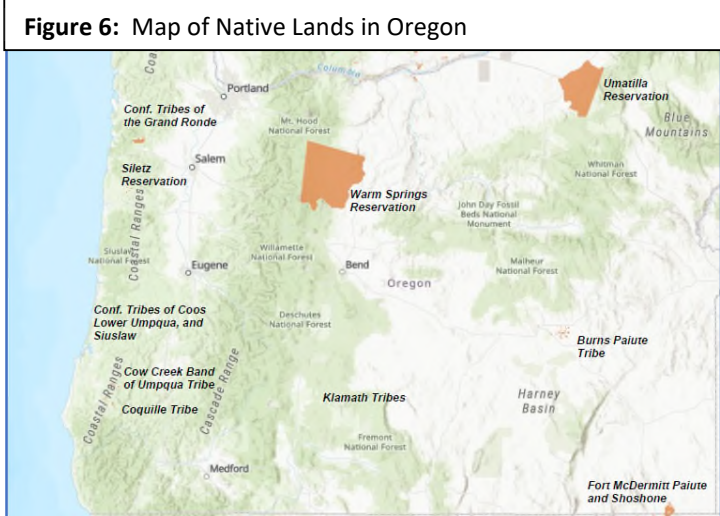 Figure 6: Map of Native Lands in Oregon
Coa
Columbia
Portland
Umatilla
Reservation
Conf. Tribes of
the Grand Ronde
Mt. Hood
National Forest
Blue
Mountains
Salem
Siletz
Reservation
Whitman
National Forest
Warm Springs
Reservation
John Day Fossil
Beds National
Monument
Coastal Ranges
Siuslaw
National Forest
Willamette
National Forest
Eugene
Bend
Malheur
National Forest
Oregon
Conf. Tribes of Coos
Lower Umpqua, and
Siuslaw
Deschutes
National Forest
Burns Paiute
Tribe
Cow Creek Band
of Umpqua Tribe
Coastal Ranges
Cascade Range
Klamath Tribes
Harney
Basin
Coquille Tribe
Fremont
National Forest
Medford
Fort McDermitt Paiute
and Shoshone